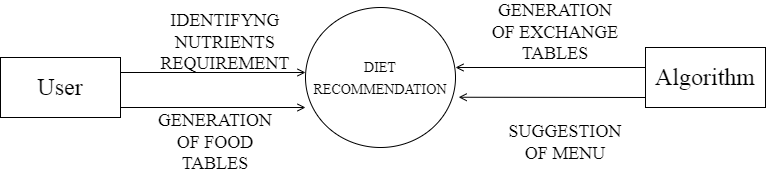 IDENTIFYNG
NUTRIENTS
REQUIREMENT
User
GENERATION
OF FOOD
TABLES
DIET
RECOMMENDATION
GENERATION
OF EXCHANGE
TABLES
Algorithm
SUGGESTION
OF MENU